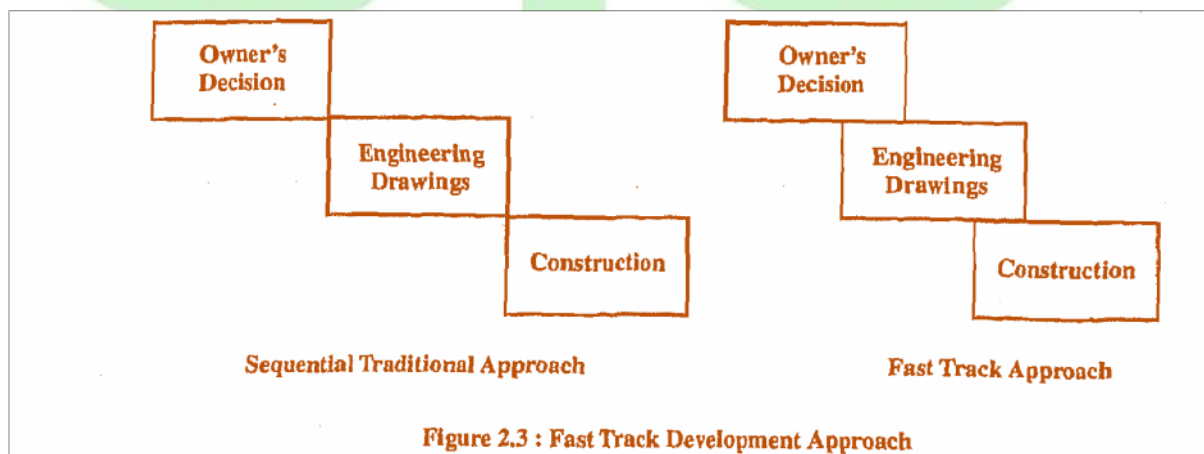 Owner's
Decision
Engineering
Drawings
Construction
Sequential Traditional Approach
Owner's
Decision
Engineering
Drawings
Construction
Fast Track Approach
Figure 2.3 : Fast Track Development Approach